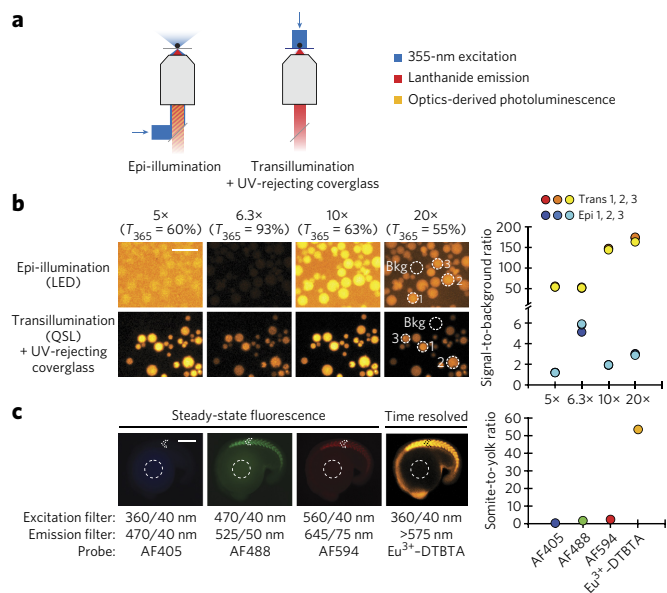 a
355-nm excitation
Lanthanide emission
Optics-derived photoluminescence
Epi-illumination
Transillumination
+ UV-rejecting coverglass
b
5× 6.3× 10× 20×
(T365 = 60%) (T365 = 93%) (T365 = 63%) (T365 = 55%)
Epi-illumination
(LED)
Bkg 3 2 1
Transillumination
(QSL)
+ UV-rejecting
coverglass
Bkg 3 1 2
Trans 1, 2, 3
Epi 1, 2, 3
Signal-to-background ratio
200
150
100
50
6
4
2
0
5× 6.3× 10× 20×
c
Steady-state fluorescence Time resolved
Excitation filter: 360/40 nm 470/40 nm 560/40 nm 360/40 nm
Emission filter: 470/40 nm 525/50 nm 645/75 nm >575 nm
Probe: AF405 AF488 AF594 Eu3+-DTBTA
Somite-to-yolk ratio
60
50
40
30
20
10
0
AF405 AF488 AF594 Eu3+-DTBTA